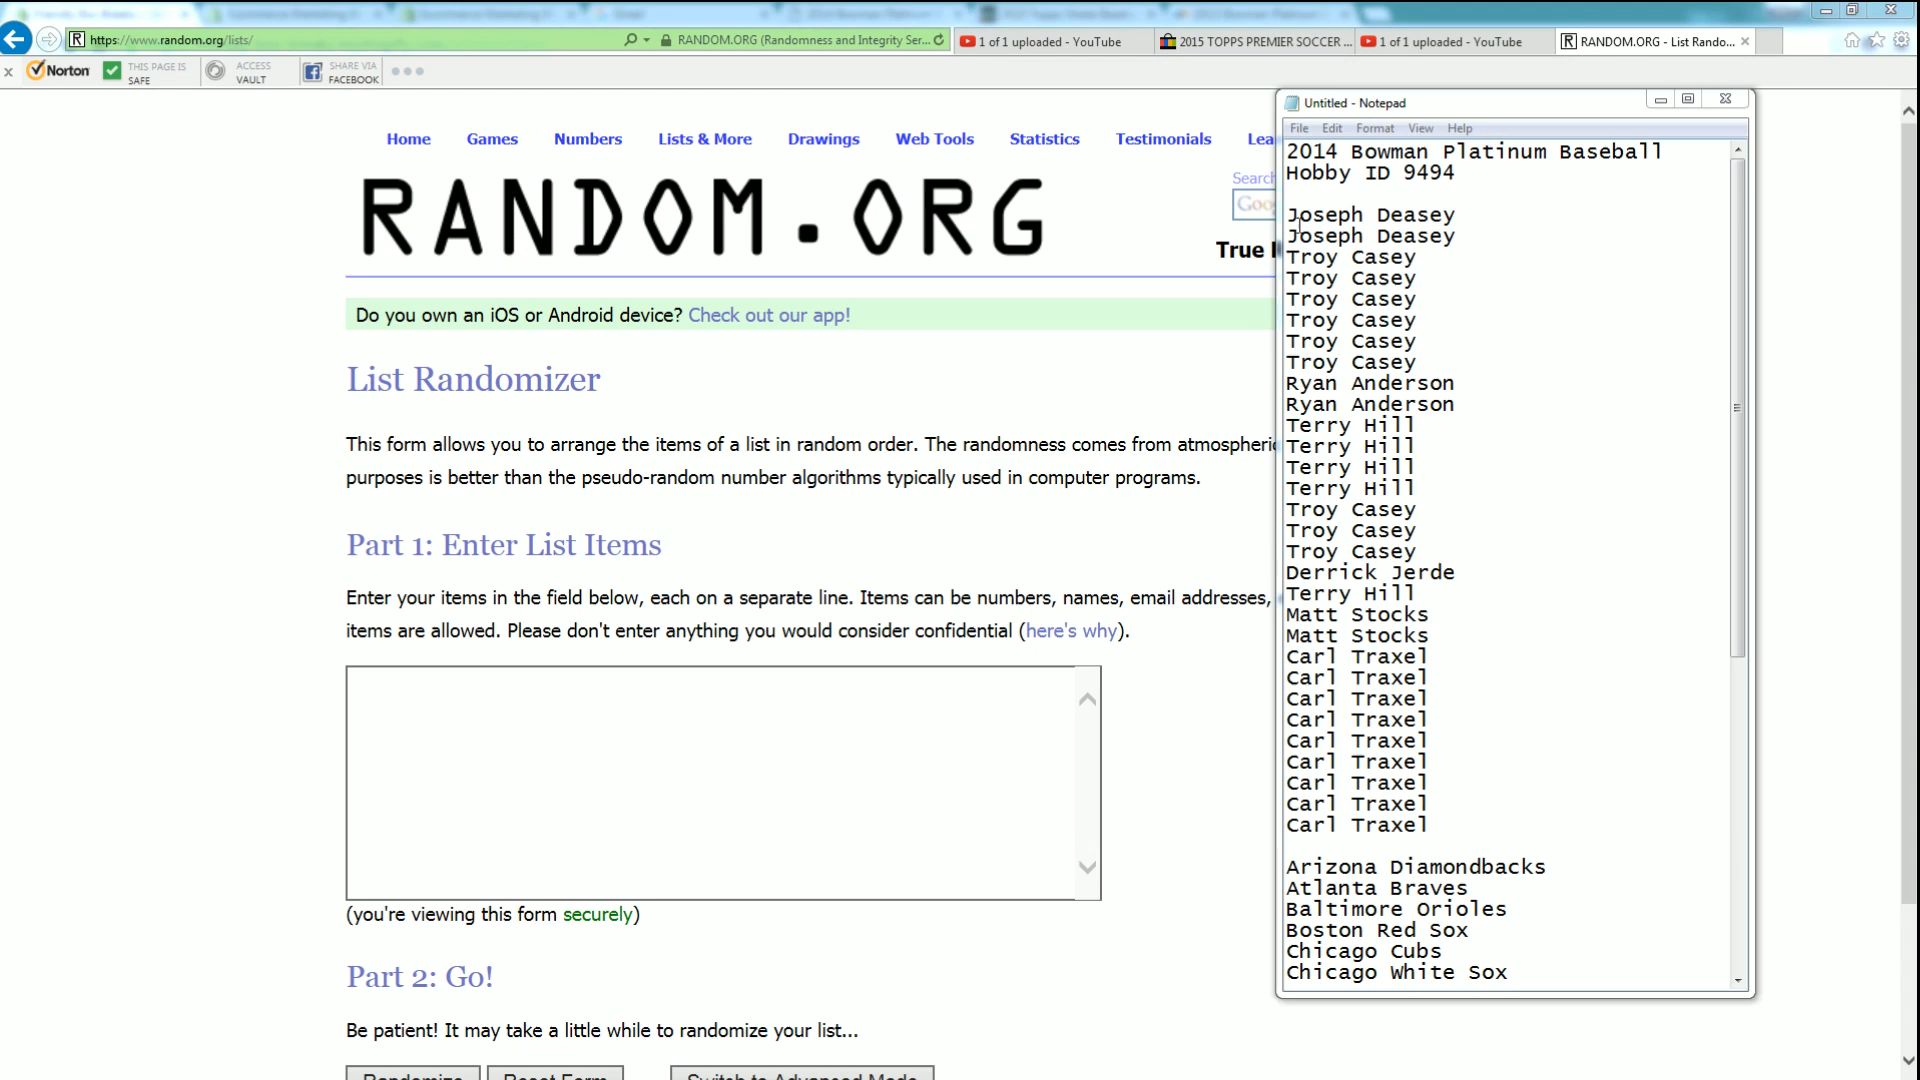 https://www.random.org/lists/
RANDOM.ORG (Randomness and Integrity Ser...
1 of 1 uploaded - YouTube
2015 TOPPS PREMIER SOCCER ...
1 of 1 uploaded - YouTube
RANDOM.ORG - List Rando...
Norton
THIS PAGE IS
SAFE
ACCESS
VAULT
SHARE VIA
FACEBOOK
Home Games Numbers Lists & More Drawings Web Tools Statistics Testimonials
RANDOM.ORG
Search
True
Do you own an iOS or Android device? Check out our app!
List Randomizer
This form allows you to arrange the items of a list in random order. The randomness comes from atmospheric
purposes is better than the pseudo-random number algorithms typically used in computer programs.
Part 1: Enter List Items
Enter your items in the field below, each on a separate line. Items can be numbers, names, email addresses,
items are allowed. Please don't enter anything you would consider confidential (here's why).
(you're viewing this form securely)
Part 2: Go!
Be patient! It may take a little while to randomize your list...
Randomize Reset Form Switch to Advanced Mode
Untitled - Notepad
File Edit Format View Help
2014 Bowman Platinum Baseball
Hobby ID 9494
Joseph Deasey
Joseph Deasey
Troy Casey
Troy Casey
Troy Casey
Troy Casey
Troy Casey
Troy Casey
Ryan Anderson
Ryan Anderson
Terry Hill
Terry Hill
Terry Hill
Terry Hill
Troy Casey
Troy Casey
Troy Casey
Derrick Jerde
Terry Hill
Matt Stocks
Matt Stocks
Carl Traxel
Carl Traxel
Carl Traxel
Carl Traxel
Carl Traxel
Carl Traxel
Carl Traxel
Carl Traxel
Carl Traxel
Arizona Diamondbacks
Atlanta Braves
Baltimore Orioles
Boston Red Sox
Chicago Cubs
Chicago White Sox